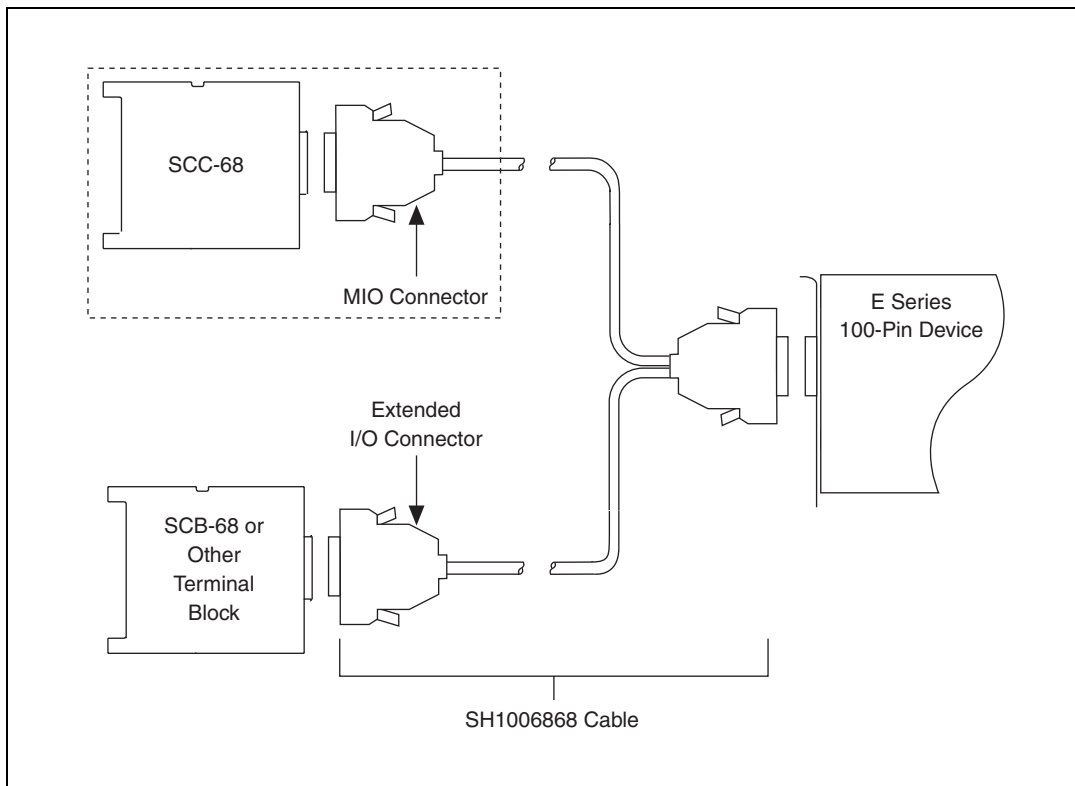 SCC-68
MIO Connector
E Series
100-Pin Device
Extended
I/O Connector
SCB-68 or
Other
Terminal
Block
SH1006868 Cable